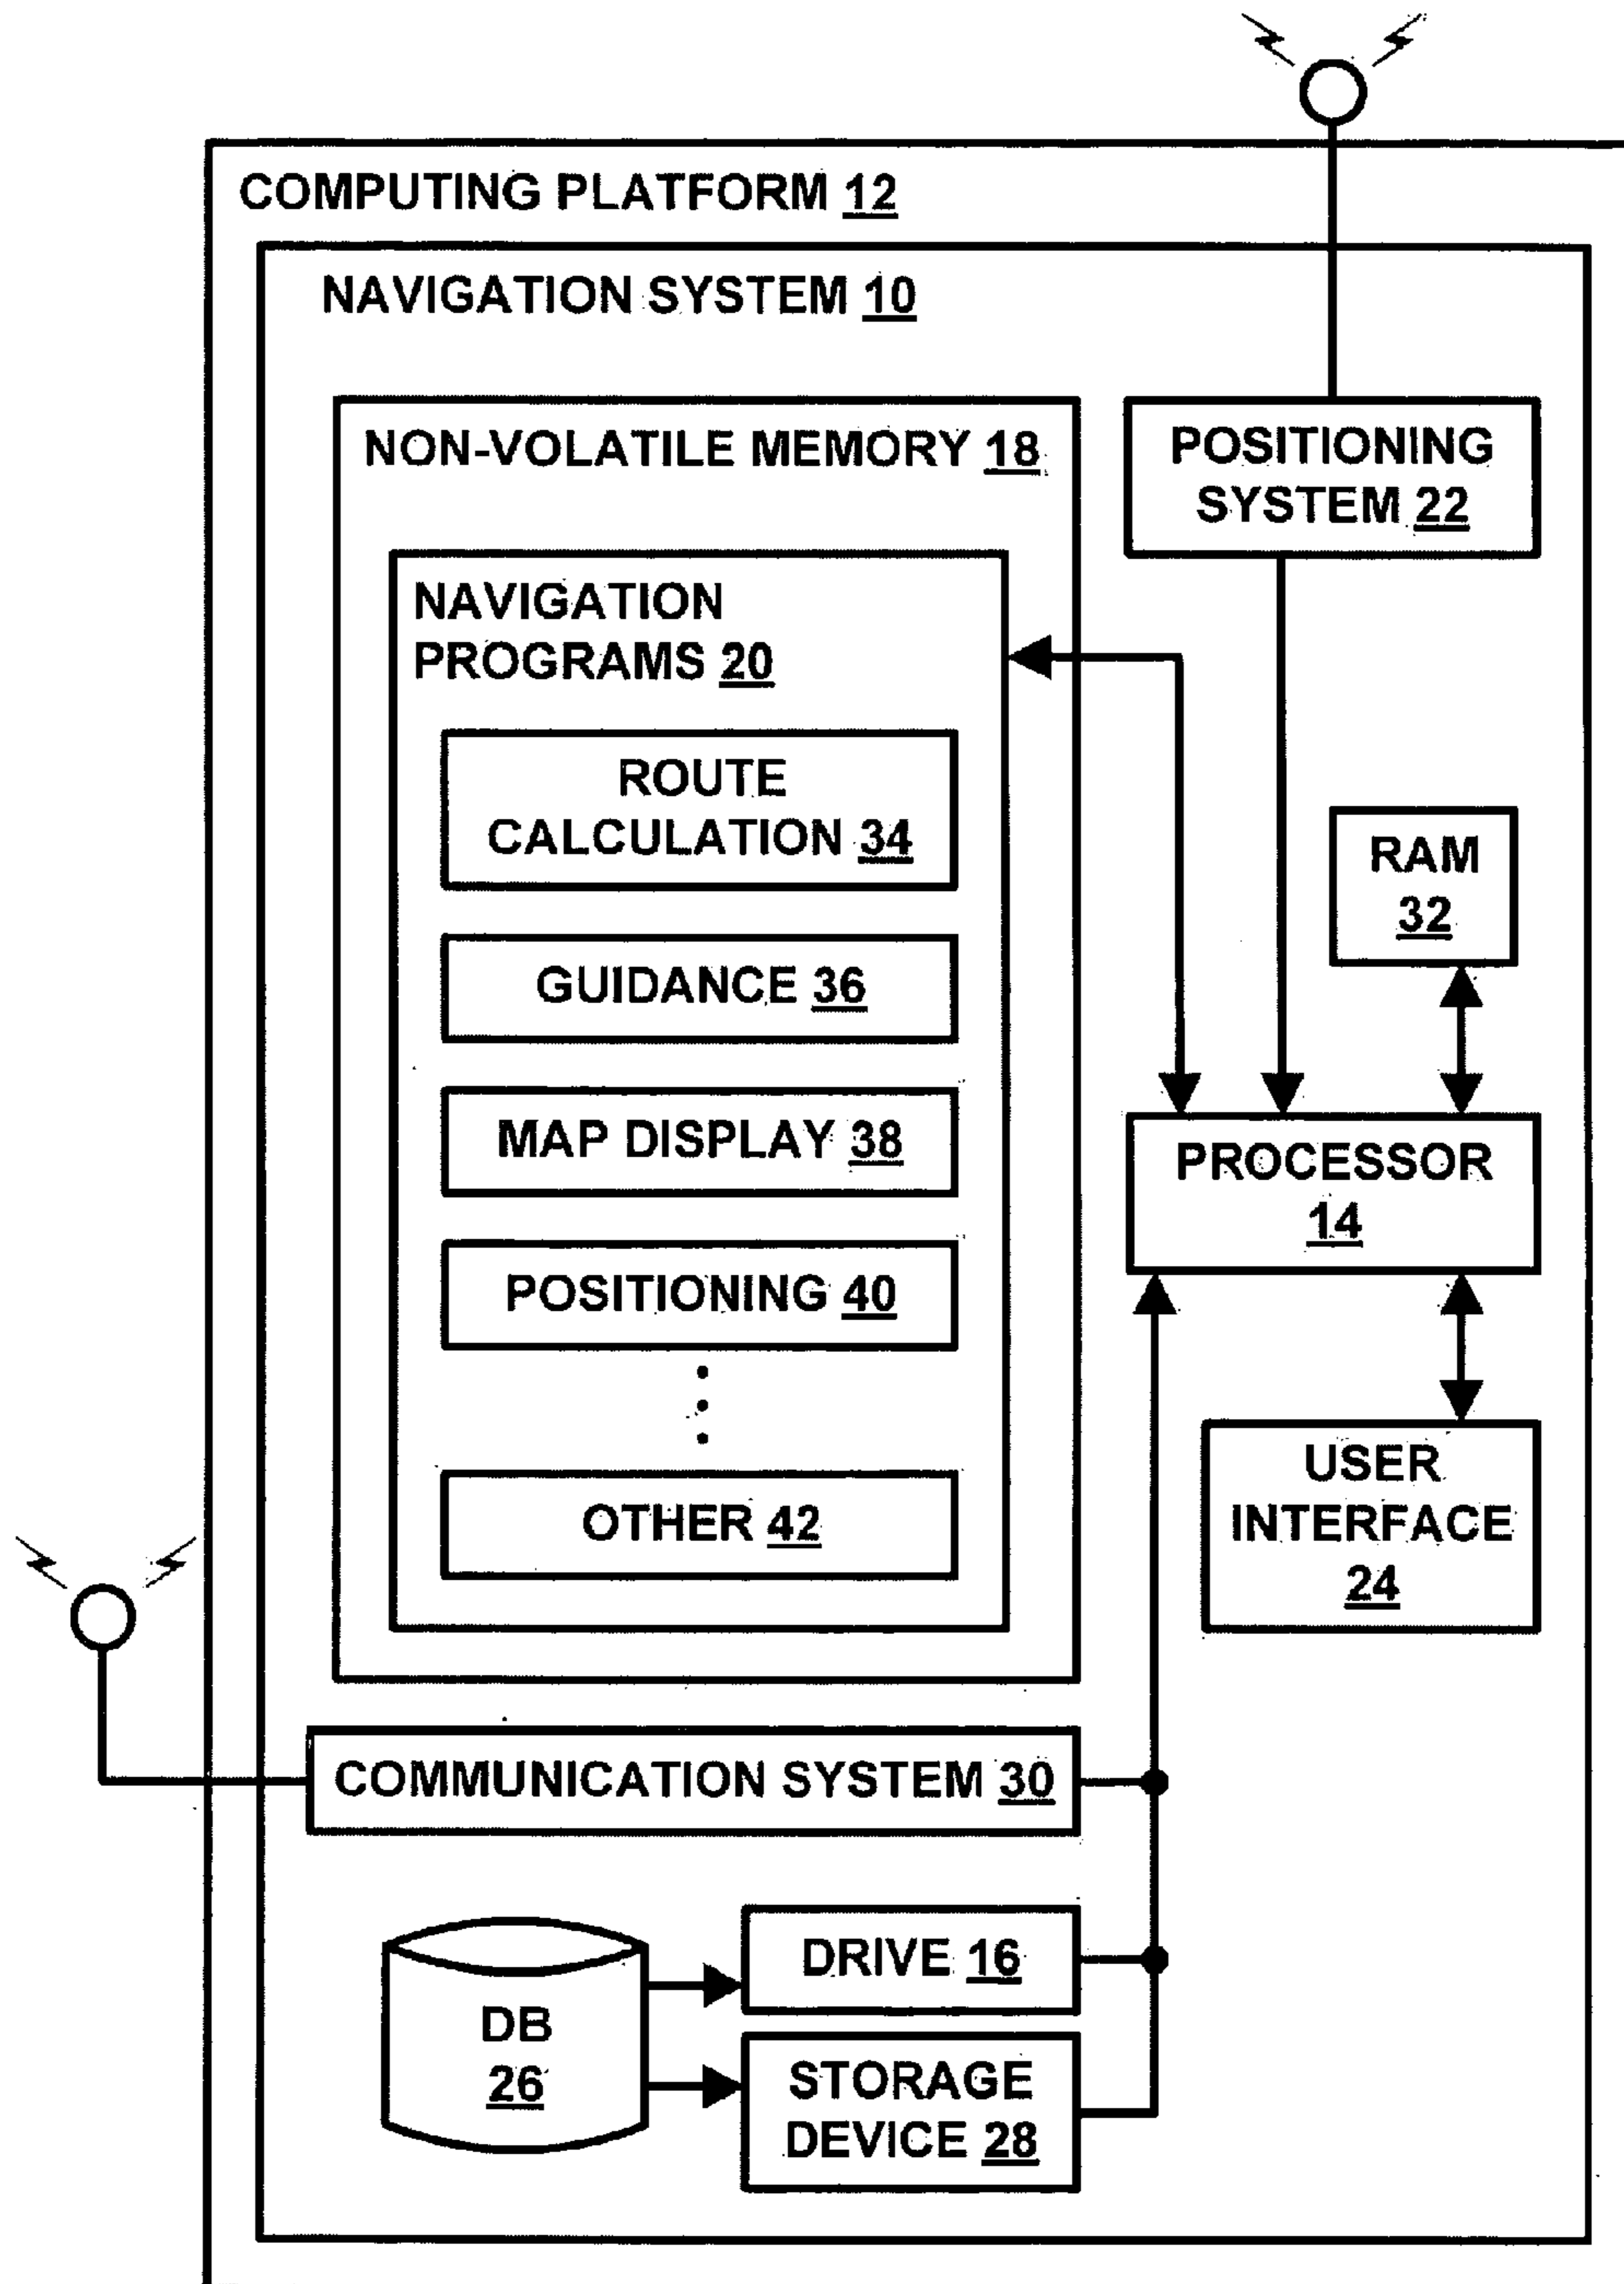 COMPUTING PLATFORM 12
NAVIGATION SYSTEM 10
NON-VOLATILE MEMORY 18
NAVIGATION
PROGRAMS 20
ROUTE
CALCULATION 34
GUIDANCE 36
MAP DISPLAY 38
POSITIONING 40
OTHER 42
POSITIONING
SYSTEM 22
RAM
32
PROCESSOR
14
USER
INTERFACE
24
COMMUNICATION SYSTEM 30
DB
26
DRIVE 16
STORAGE
DEVICE 28